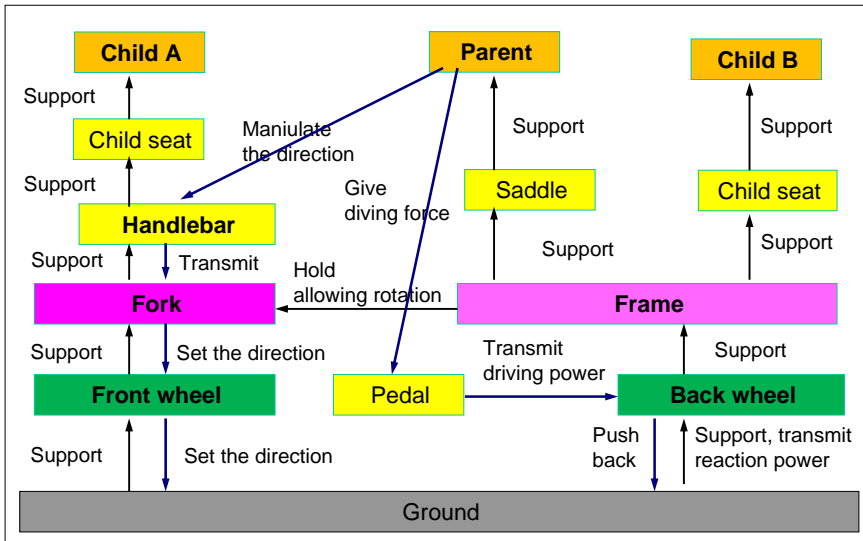 Child A
Parent
Child B
Support
Support
Support
Maniulate
the direction
Child seat
Give
diving force
Saddle
Child seat
Support
Handlebar
Support
Transmit
Support
Support
Hold
allowing rotation
Fork
Frame
Support
Set the direction
Transmit
driving power
Support
Front wheel
Pedal
Back wheel
Support
Set the direction
Push
back
Support, transmit
reaction power
Ground